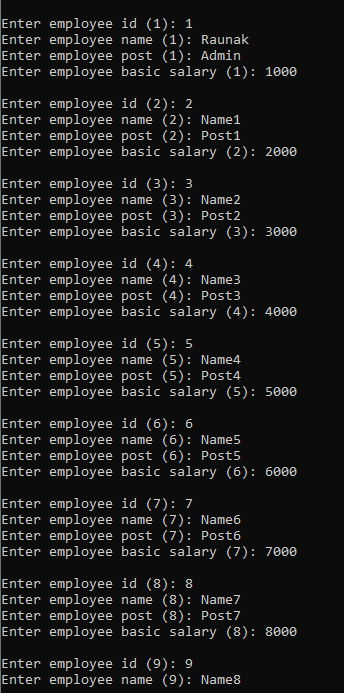 Enter employee id (1): 1
Enter employee name (1): Raunak
Enter employee post (1): Admin
Enter employee basic salary (1): 1000
Enter employee id (2): 2
Enter employee name (2): Name1
Enter employee post (2): Post1
Enter employee basic salary (2): 2000
Enter employee id (3): 3
Enter employee name (3): Name2
Enter employee post (3): Post2
Enter employee basic salary (3): 3000
Enter employee id (4): 4
Enter employee name (4): Name3
Enter employee post (4): Post3
Enter employee basic salary (4): 4000
Enter employee id (5): 5
Enter employee name (5): Name4
Enter employee post (5): Post4
Enter employee basic salary (5): 5000
Enter employee id (6): 6
Enter employee name (6): Name5
Enter employee post (6): Post5
Enter employee basic salary (6): 6000
Enter employee id (7): 7
Enter employee name (7): Name6
Enter employee post (7): Post6
Enter employee basic salary (7): 7000
Enter employee id (8): 8
Enter employee name (8): Name7
Enter employee post (8): Post7
Enter employee basic salary (8): 8000
Enter employee id (9): 9
Enter employee name (9): Name8